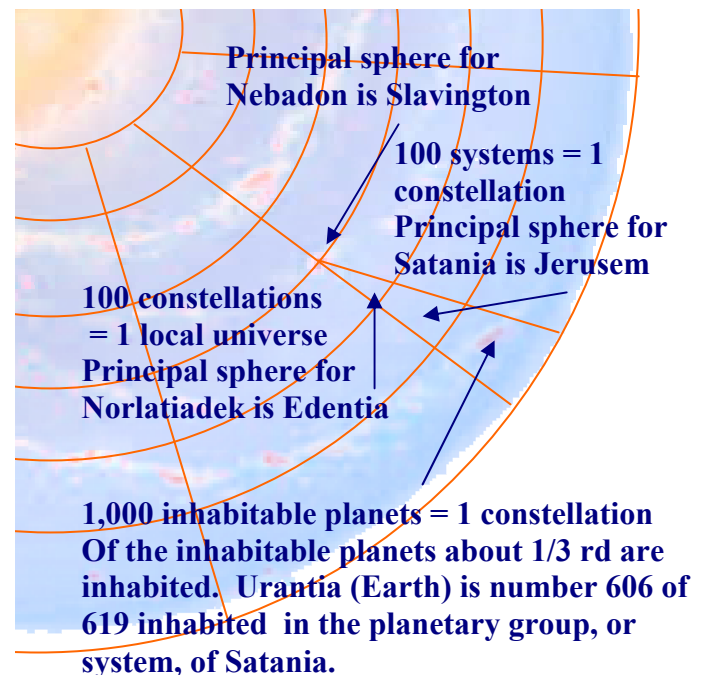 Principal sphere for
Nebadon is Slavington
100 systems = 1
constellation
Principal sphere for
Satania is Jerusem
100 constellations
= 1 local universe
Principal sphere for
Norlatiadek is Edentia
1,000 inhabitable planets = 1 constellation
Of the inhabitable planets about 1/3 rd are
inhabited.  Urantia (Earth) is number 606 of
619 inhabited  in the planetary group, or
system, of Satania.